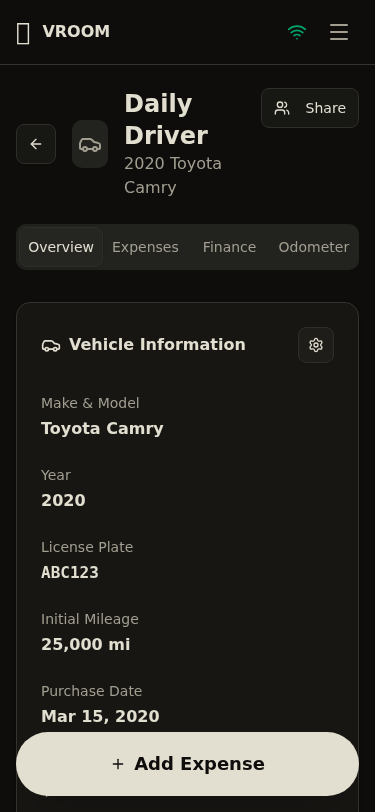 VROOM
Daily
Driver
2020 Toyota
Camry
Share
Overview Expenses Finance Odometer
Vehicle Information
Make & Model
Toyota Camry
Year
2020
License Plate
ABC123
Initial Mileage
25,000 mi
Purchase Date
Mar 15, 2020
+ Add Expense